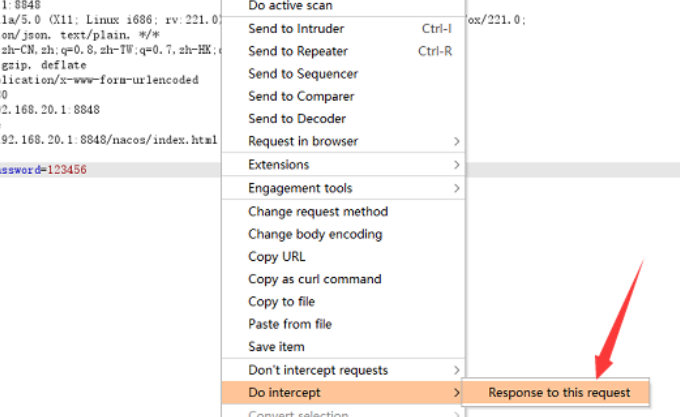 .1:8848
Do active scan
la/5.0 (X11; Linux i686; rv:221.0)
ox/221.0;
on/json, text/plain, */*
Send to Intruder Ctrl-I
zh-CN,zh;q=0.8,zh-TW;q=0.7,zh-HK;
Send to Repeater Ctrl-R
gzip, deflate
Send to Sequencer
plication/x-www-form-urlencoded
Send to Comparer
30
92.168.20.1:8848
Send to Decoder
92.168.20.1:8848/nacos/index.html
Request in browser
ssword=123456
Extensions
Engagement tools
Change request method
Change body encoding
Copy URL
Copy as curl command
Copy to file
Paste from file
Save item
Don't intercept requests
Do intercept
Response to this request
Convert selection